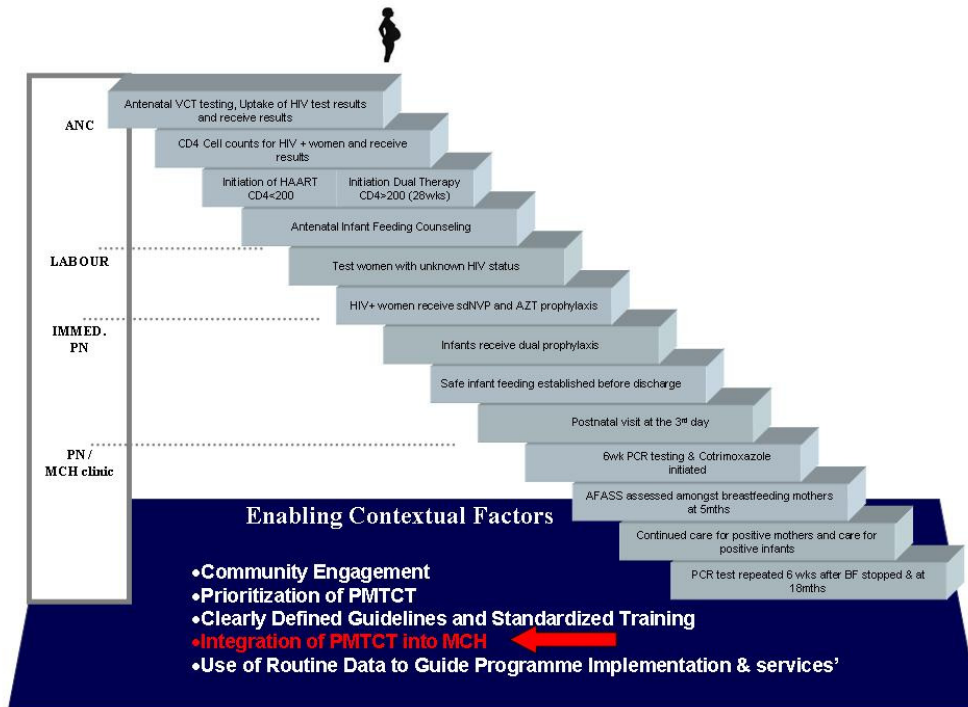 Antenatal VCT testing, Uptake of HIV test results
and receive results
ANC
CD4 Cell counts for HIV + women and receive
results
Initiation of HAART
CD4<200
Initiation Dual Therapy
CD4>200 (28wks)
Antenatal Infant Feeding Counseling
LABOUR
Test women with unknown HIV status
HIV+ women receive sdNVP and AZT prophylaxis
IMMED.
PN
Infants receive dual prophylaxis
Safe infant feeding established before discharge
Postnatal visit at the 3rd day
PN /
MCH clinic
6wk PCR testing & Cotrimoxazole
initiated
AFASS assessed amongst breastfeeding mothers
at 5mths
Continued care for positive mothers and care for
positive infants
PCR test repeated 6 wks after BF stopped & at
18mths
Enabling Contextual Factors
•Community Engagement
•Prioritization of PMTCT
•Clearly Defined Guidelines and Standardized Training
•Integration of PMTCT into MCH
•Use of Routine Data to Guide Programme Implementation & services’